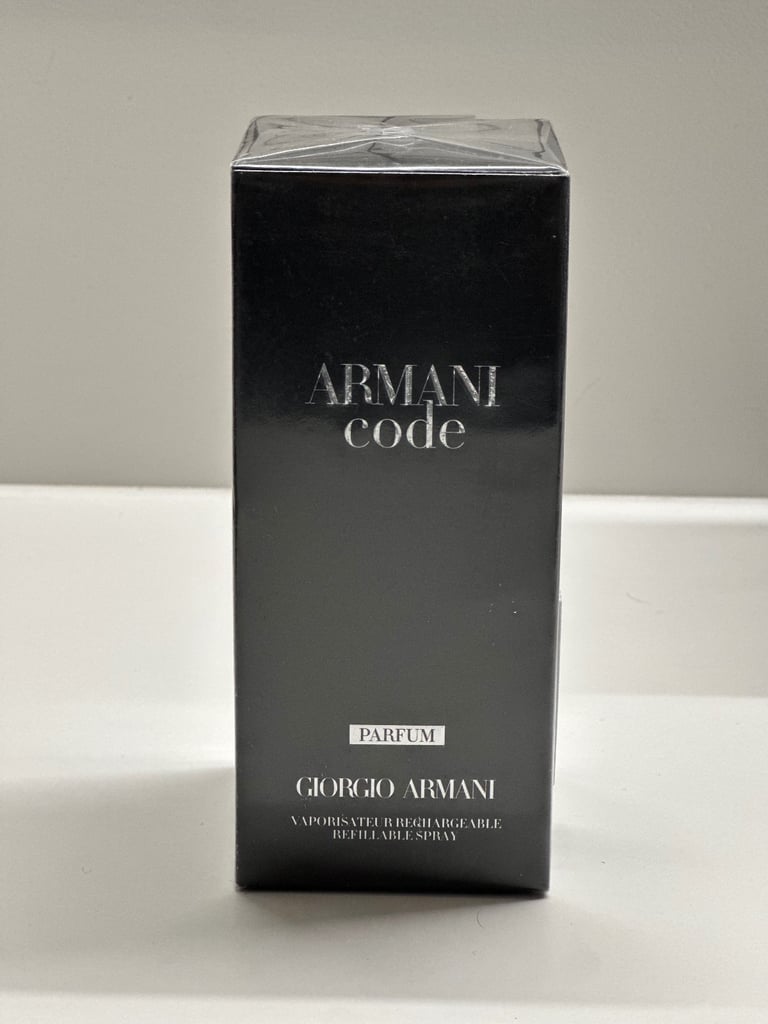 ARMANI
code
PARFUM
GIORGIO ARMANI
VAPORISATEUR RECHARGEABLE
REFILLABLE SPRAY